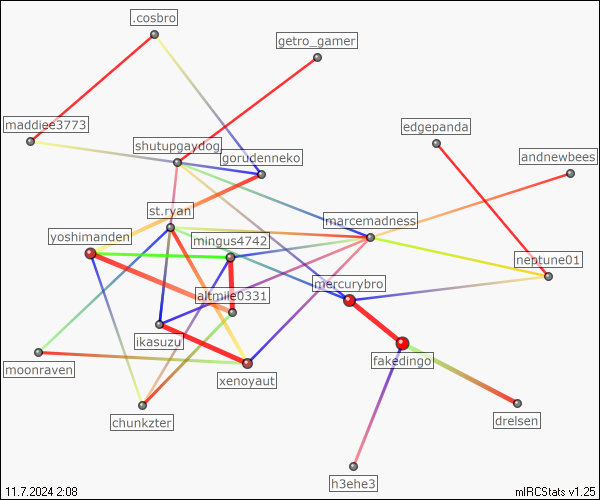 .cosbro
getro_gamer
maddiee3773
edgepanda
shutupgaydog
gorudenneko
andnewbees
st.ryan
marcemadness
yoshimanden
mingus4742
neptune01
mercurybro
altmile0331
ikasuzu
fakedingo
moonraven
xenoyaut
chunkzter
drelsen
h3ehe3
11.7.2024 2:08
mIRCStats v1.25